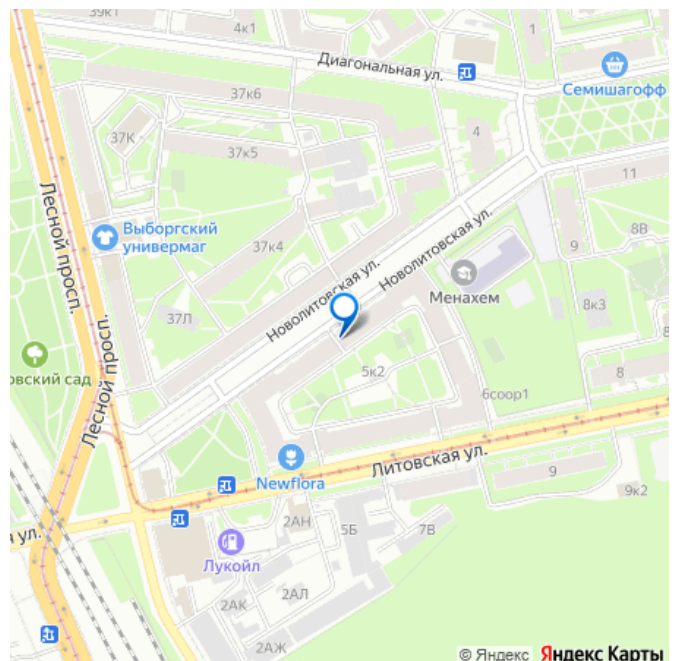 39к1
4к1
1
Диагональная ул.
Семишагофф
37к6
37К
37к5
4
11
Лесной просп.
Выборгский
универмаг
37к4
Новолитовская ул.
Новолитовская ул.
9
8В
Менахем
8к3
37Л
овский сад
Лесной просп.
5к2
8
8
6соор1
Литовская ул.
Newflora
9
9к2
2АН
5Б
7В
ул.
Лукойл
2АК
2АЛ
2АЖ
© Яндекс Яндекс Карты